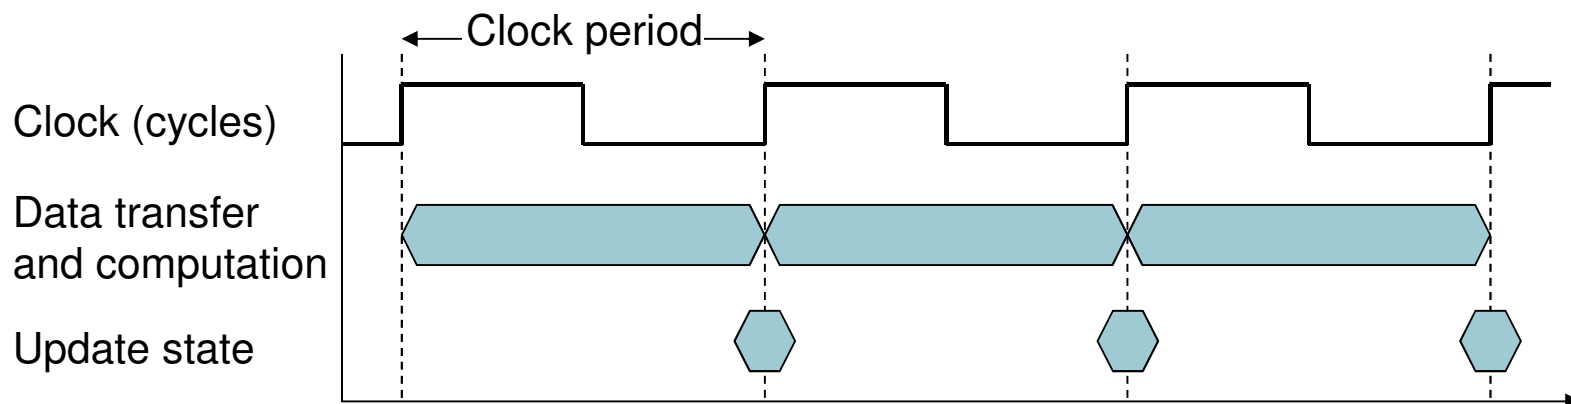 Clock period
Clock (cycles)
Data transfer
and computation
Update state